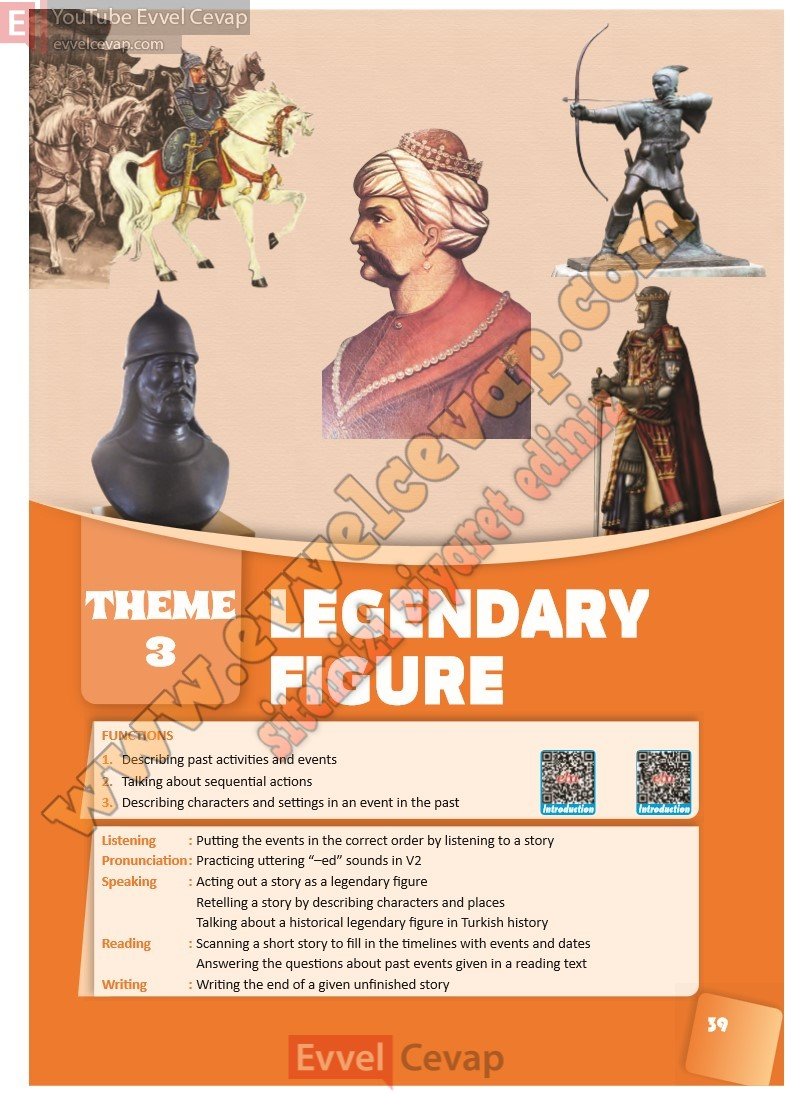 YouTube Evvel Cevap
evvelcevap.com
www.evvelcevap.com
sitemizi ziyaret ediniz
THEME
3
LEGENDARY
FIGURE
FUNCTIONS
1. Describing past activities and events
2. Talking about sequential actions
3. Describing characters and settings in an event in the past
Introduction
Introduction
Listening : Putting the events in the correct order by listening to a story
Pronunciation : Practicing uttering “–ed” sounds in V2
Speaking : Acting out a story as a legendary figure
Retelling a story by describing characters and places
Talking about a historical legendary figure in Turkish history
Reading : Scanning a short story to fill in the timelines with events and dates
Answering the questions about past events given in a reading text
Writing : Writing the end of a given unfinished story
39
Evvel Cevap